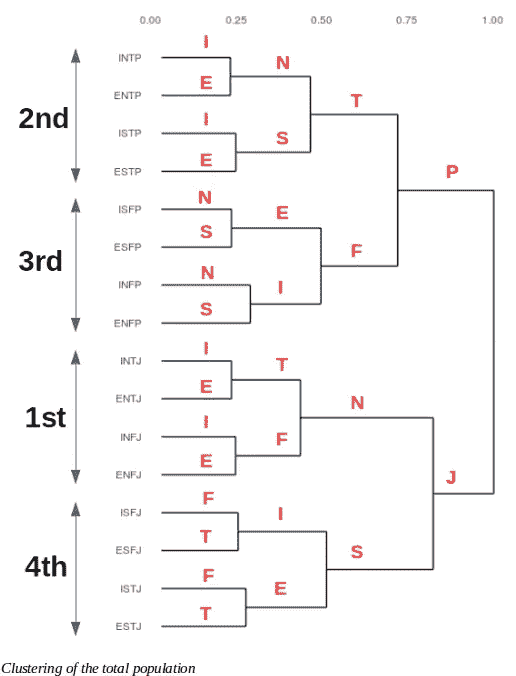 0.00 0.25 0.50 0.75 1.00
I
INTP
N
E
ENTP
T
I
ISTP
S
2nd
E
ESTP
P
N
ISFP
E
S
ESFP
3rd
F
N
INFP
I
S
ENFP
I
INTJ
T
E
ENTJ
N
1st
I
INFJ
F
E
ENFJ
J
F
ISFJ
I
T
ESFJ
S
4th
F
ISTJ
E
T
ESTJ
Clustering of the total population